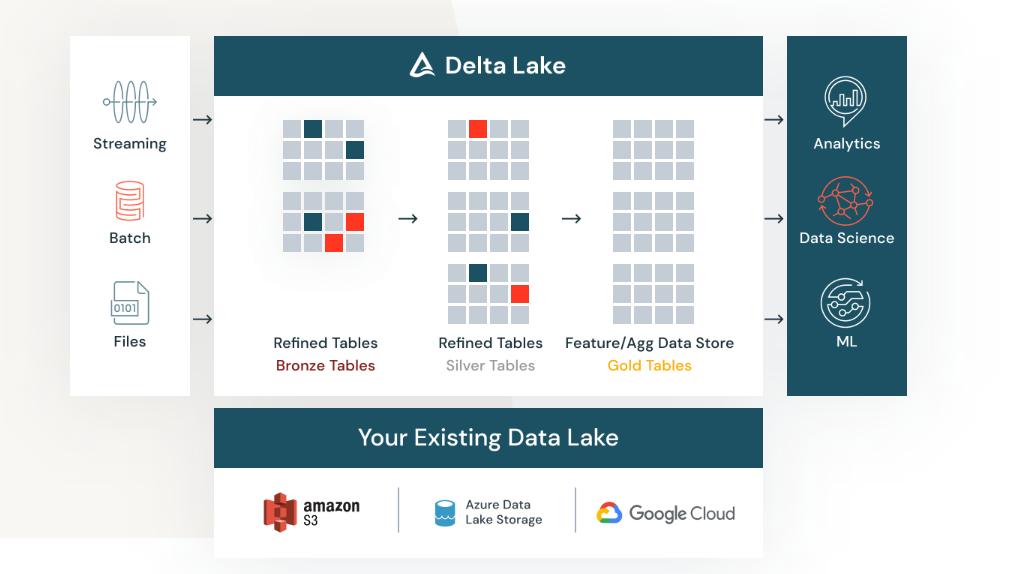 Delta Lake
Streaming
Batch
0101
Files
Refined Tables
Bronze Tables
Refined Tables
Silver Tables
Feature/Agg Data Store
Gold Tables
Analytics
Data Science
ML
Your Existing Data Lake
amazon
S3
Azure Data
Lake Storage
Google Cloud